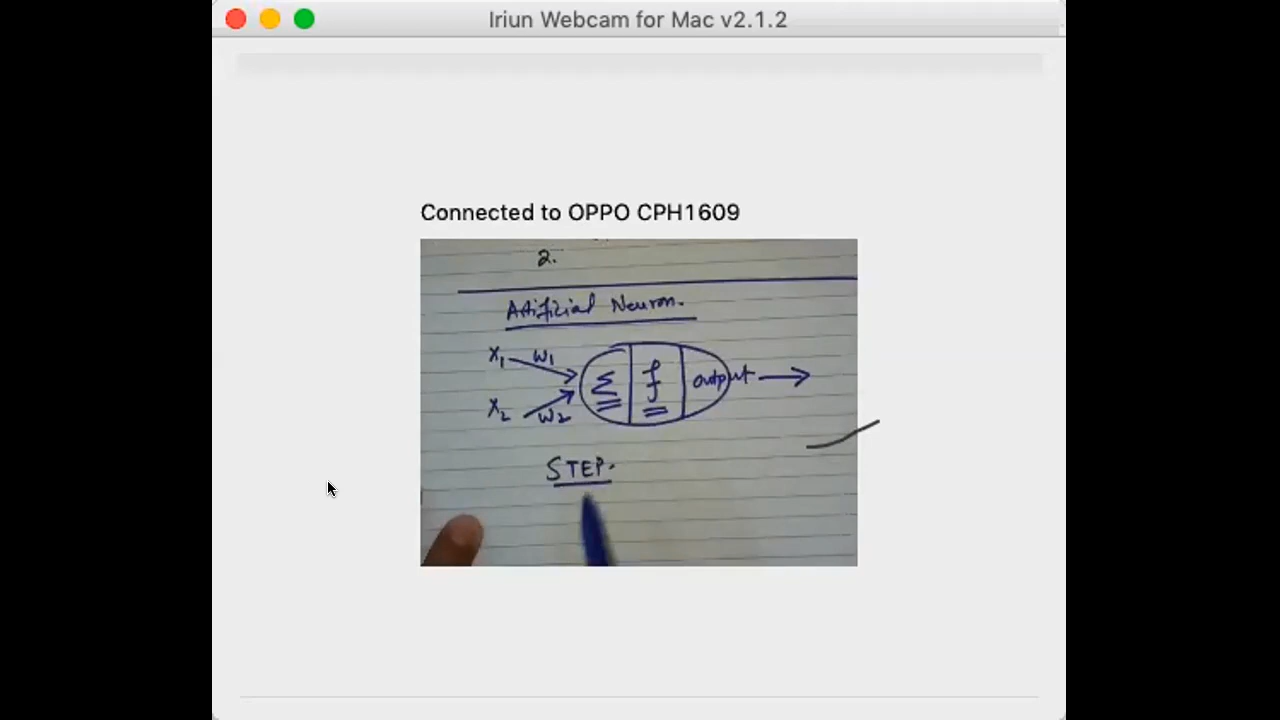 Iriun Webcam for Mac v2.1.2
Connected to OPPO CPH1609
2.
Artificial Neuron.
X1 W1
Σ f output
X2 W2
STEP.